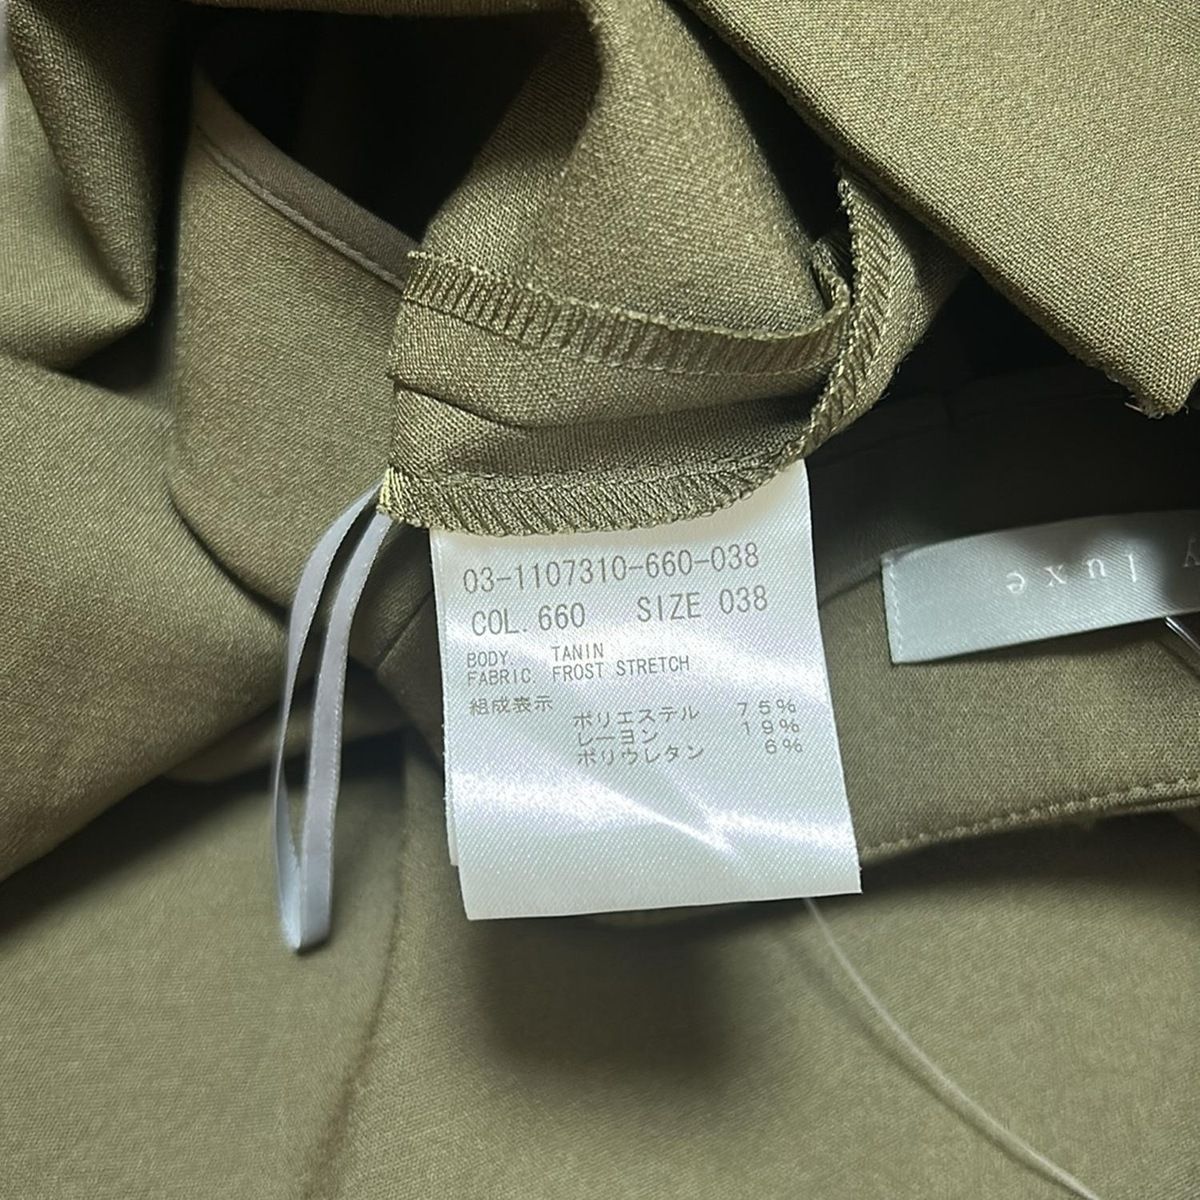 03-1107310-660-038
COL. 660 SIZE 038
BODY. TANIN
FABRIC. FROST STRETCH
組成表示
ポリエステル 75%
レーヨン 19%
ポリウレタン 6%
luxe